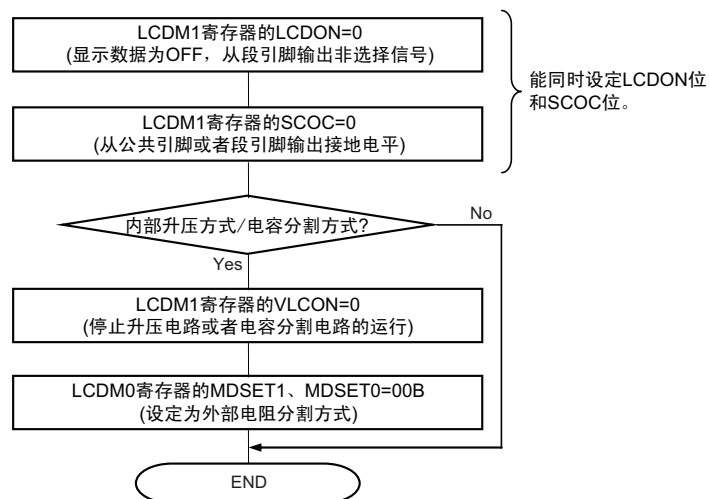 LCDM1寄存器的LCDON=0
(显示数据为OFF，从段引脚输出非选择信号)
能同时设定LCDON位
和SCOC位。
LCDM1寄存器的SCOC=0
(从公共引脚或者段引脚输出接地电平)
内部升压方式/电容分割方式?
No
Yes
LCDM1寄存器的VLCON=0
(停止升压电路或者电容分割电路的运行)
LCDM0寄存器的MDSET1、MDSET0=00B
(设定为外部电阻分割方式)
END